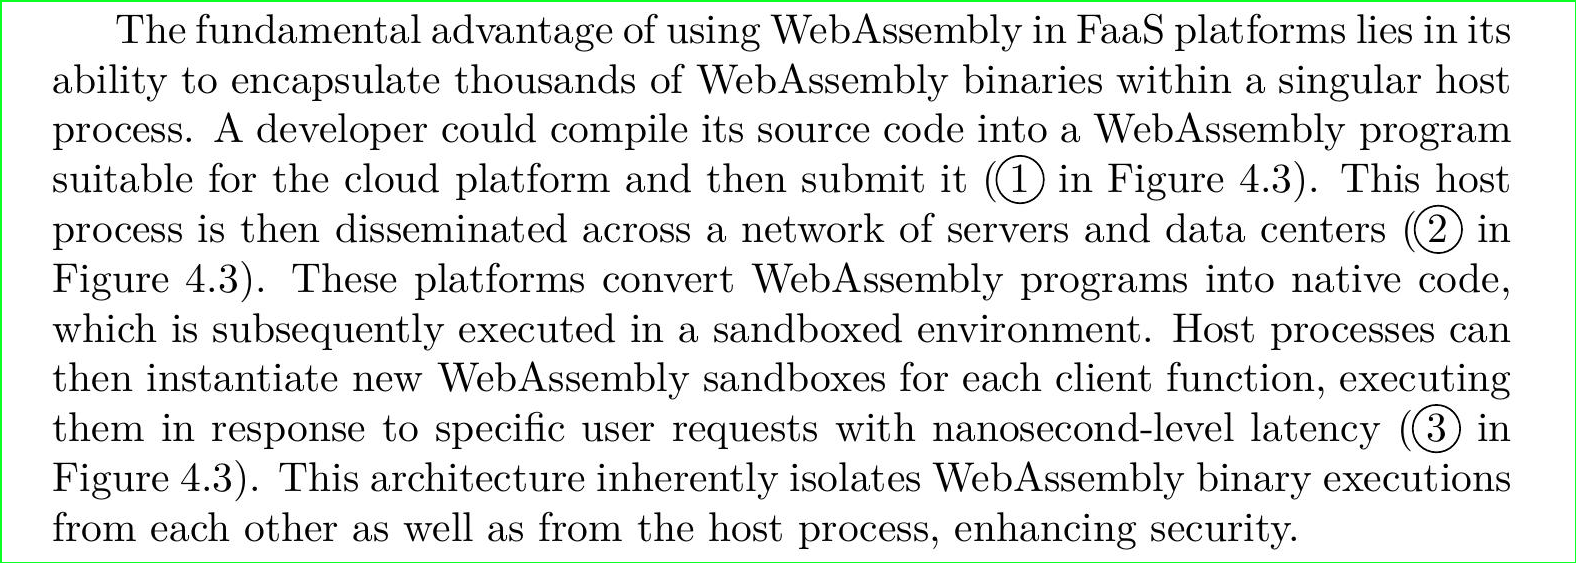 The fundamental advantage of using WebAssembly in FaaS platforms lies in its
ability to encapsulate thousands of WebAssembly binaries within a singular host
process. A developer could compile its source code into a WebAssembly program
suitable for the cloud platform and then submit it (① in Figure 4.3). This host
process is then disseminated across a network of servers and data centers (② in
Figure 4.3). These platforms convert WebAssembly programs into native code,
which is subsequently executed in a sandboxed environment. Host processes can
then instantiate new WebAssembly sandboxes for each client function, executing
them in response to specific user requests with nanosecond-level latency (③ in
Figure 4.3). This architecture inherently isolates WebAssembly binary executions
from each other as well as from the host process, enhancing security.